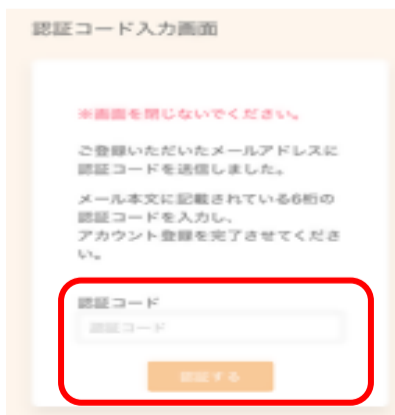 認証コード入力画面
※画面を閉じないでください。
ご登録いただいたメールアドレスに
認証コードを送信しました。
メール本文に記載されている6桁の
認証コードを入力し、
アカウント登録を完了させてくださ
い。
認証コード
認証コード
認証する